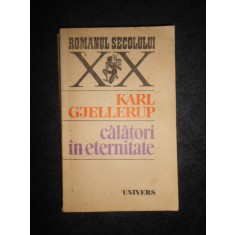 ROMANUL SECOLULUI
XX
KARL
GJELLERUP
călători
în eternitate
UNIVERS